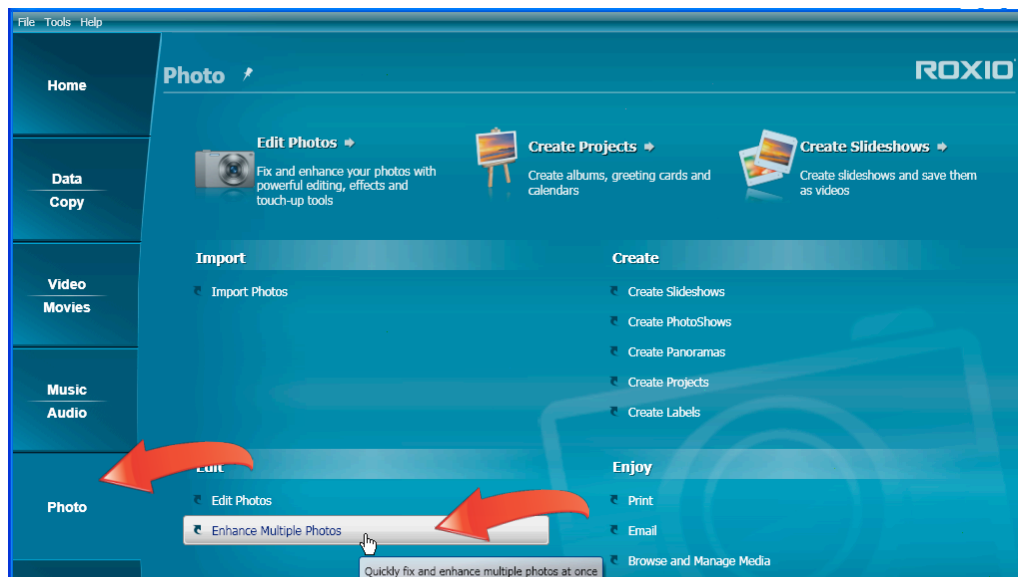 File Tools Help
Home
Data
Copy
Video
Movies
Music
Audio
Photo
Photo
ROXIO
Edit Photos
Fix and enhance your photos with
powerful editing, effects and
touch-up tools
Create Projects
Create albums, greeting cards and
calendars
Create Slideshows
Create slideshows and save them
as videos
Import
Import Photos
Create
Create Slideshows
Create PhotoShows
Create Panoramas
Create Projects
Create Labels
Edit
Edit Photos
Enhance Multiple Photos
Quickly fix and enhance multiple photos at once
Enjoy
Print
Email
Browse and Manage Media